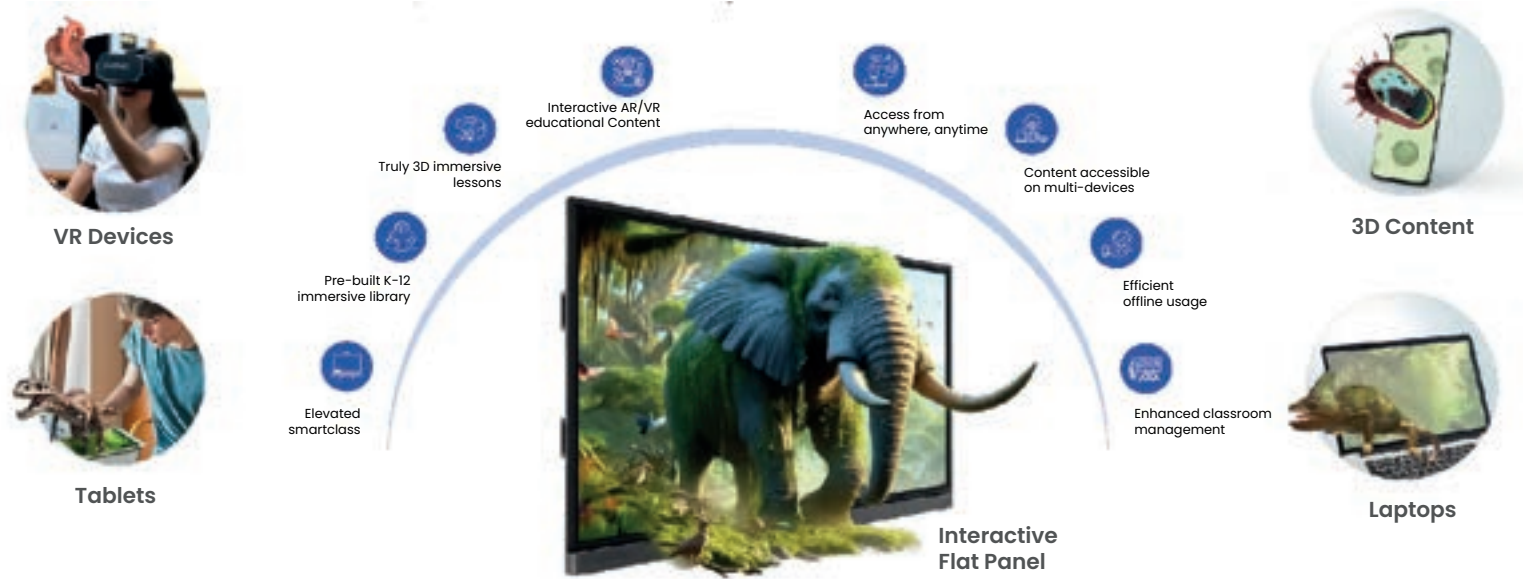 Interactive AR/VR
educational Content
Access from
anywhere, anytime
Truly 3D immersive
lessons
Content accessible
on multi-devices
VR Devices
3D Content
Pre-built K-12
immersive library
Efficient
offline usage
Elevated
smartclass
Enhanced classroom
management
Tablets
Laptops
Interactive
Flat Panel